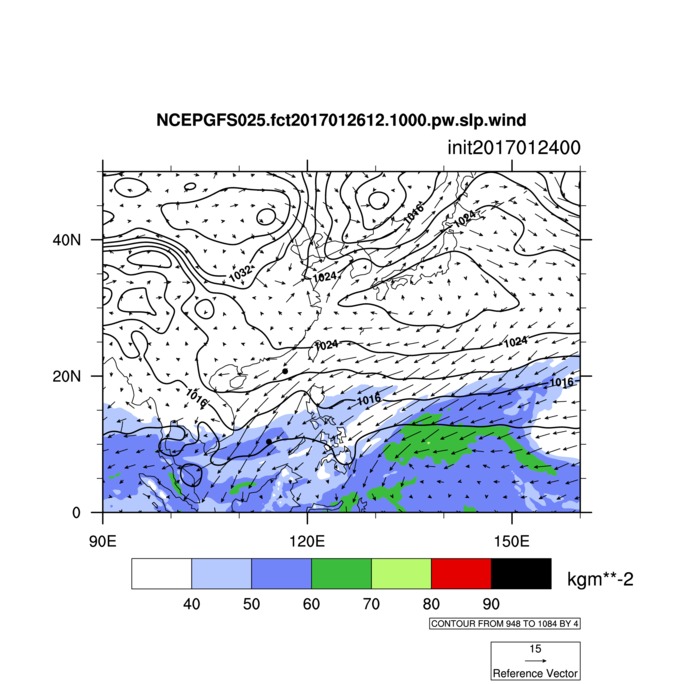 NCEPGFS025.fct2017012612.1000.pw.slp.wind
init2017012400
1016
1024
1032
1024
40N
1024
1024
20N
1016
1016
1016
0
90E
120E
150E
40
50
60
70
80
90
kgm**-2
CONTOUR FROM 948 TO 1084 BY 4
15
Reference Vector